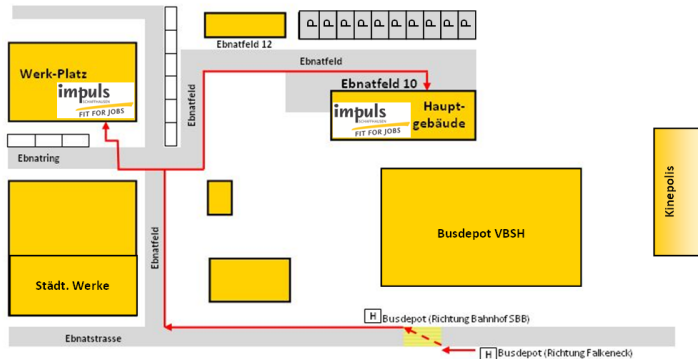 P P P P P P P P P
Ebnatfeld 12
Ebnatfeld
Werk-Platz
impuls
SCHAFFHAUSEN
FIT FOR JOBS
Ebnatfeld
Ebnatfeld 10
impuls
SCHAFFHAUSEN
FIT FOR JOBS
Haupt-
gebäude
Ebnatring
Kinepolis
Busdepot VBSH
Ebnatfeld
Städt. Werke
H Busdepot (Richtung Bahnhof SBB)
Ebnatstrasse
H Busdepot (Richtung Falkeneck)